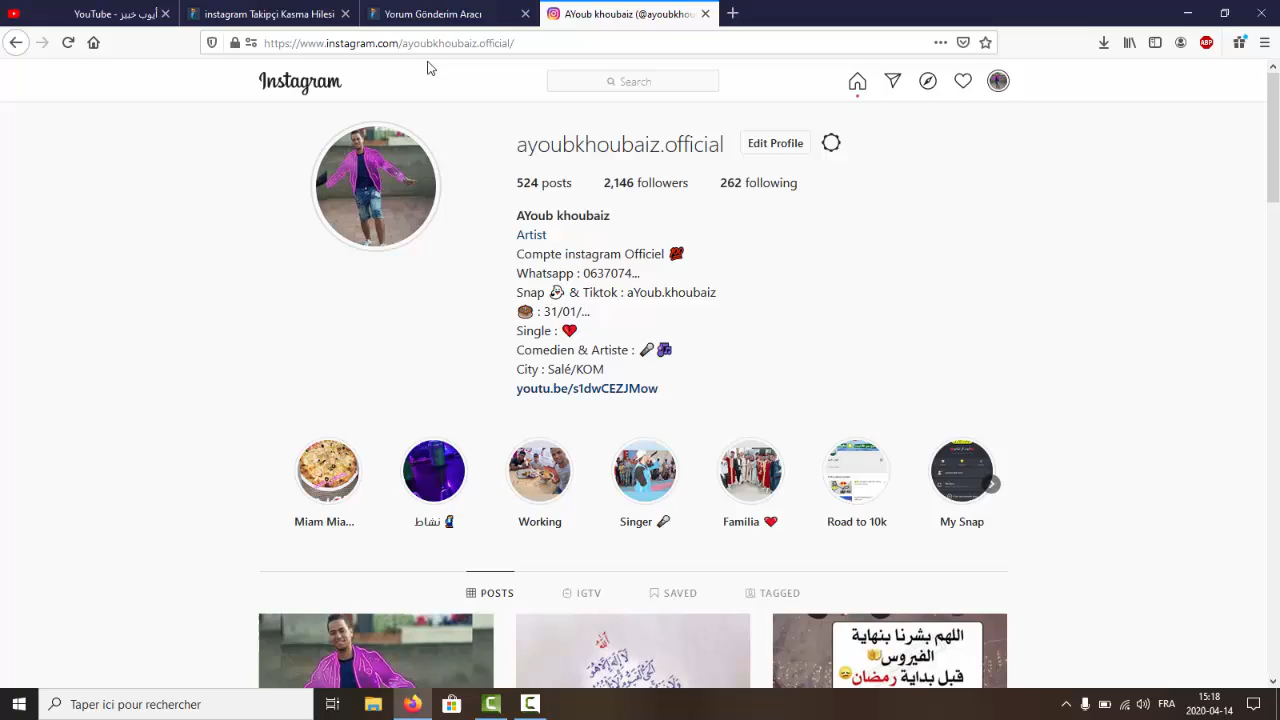 YouTube - أيوب خبيز
instagram Takipçi Kasma Hilesi
Yorum Gönderim Aracı
AYoub khoubaiz (@ayoubkhou
https://www.instagram.com/ayoubkhoubaiz.official/
ABP
Instagram
Search
ayoubkhoubaiz.official
Edit Profile
524 posts
2,146 followers
262 following
AYoub khoubaiz
Artist
Compte instagram Officiel 💯
Whatsapp : 0637074...
Snap 👻 & Tiktok : aYoub.khoubaiz
🎂 : 31/01/...
Single : 💔
Comedien & Artiste : 🎤🎭
City : Salé/KOM
youtu.be/s1dwCEZJMow
Miam Mia...
نشاط
Working
Singer 🎤
Familia ❤️
Road to 10k
My Snap
POSTS
IGTV
SAVED
TAGGED
اللهم بشرنا بنهاية
الفيروس
قبل بداية رمضان
Taper ici pour rechercher
FRA
15:18
2020-04-14